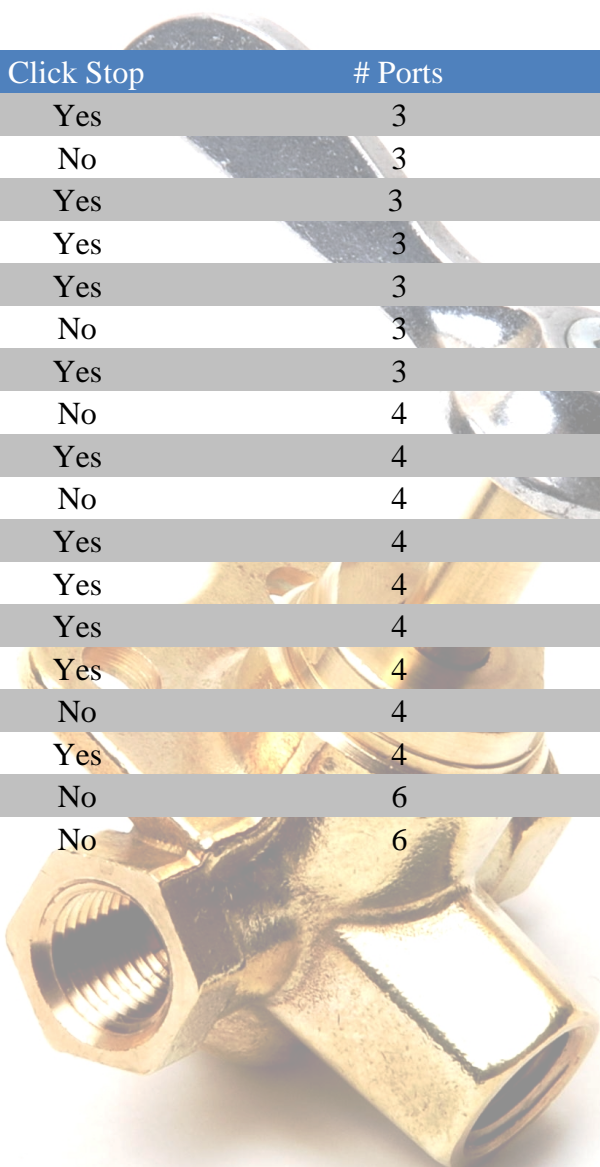 Click Stop # Ports
Yes 3
No 3
Yes 3
Yes 3
Yes 3
No 3
Yes 3
No 4
Yes 4
No 4
Yes 4
Yes 4
Yes 4
Yes 4
No 4
Yes 4
No 6
No 6